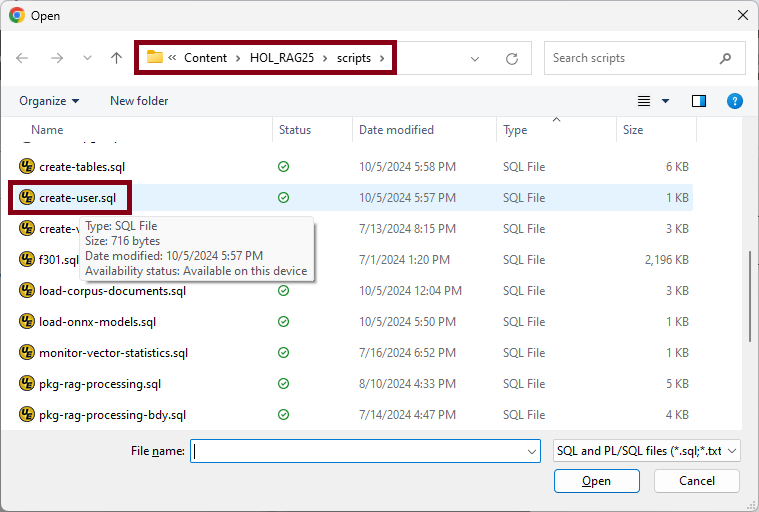 Open
« Content > HOL_RAG25 > scripts >
Search scripts
Organize New folder
?
Name Status Date modified Type Size
create-tables.sql 10/5/2024 5:58 PM SQL File 6 KB
create-user.sql 10/5/2024 5:57 PM SQL File 1 KB
create-v 7/13/2024 8:15 PM SQL File 3 KB
Type: SQL File
Size: 716 bytes
Date modified: 10/5/2024 5:57 PM
Availability status: Available on this device
f301.sql 7/1/2024 1:20 PM SQL File 2,196 KB
load-corpus-documents.sql 10/5/2024 12:04 PM SQL File 3 KB
load-onnx-models.sql 10/5/2024 5:50 PM SQL File 1 KB
monitor-vector-statistics.sql 7/16/2024 6:52 PM SQL File 1 KB
pkg-rag-processing.sql 8/10/2024 4:33 PM SQL File 5 KB
pkg-rag-processing-bdy.sql 7/14/2024 4:47 PM SQL File 4 KB
File name: SQL and PL/SQL files (*.sql;*.txt
Open Cancel